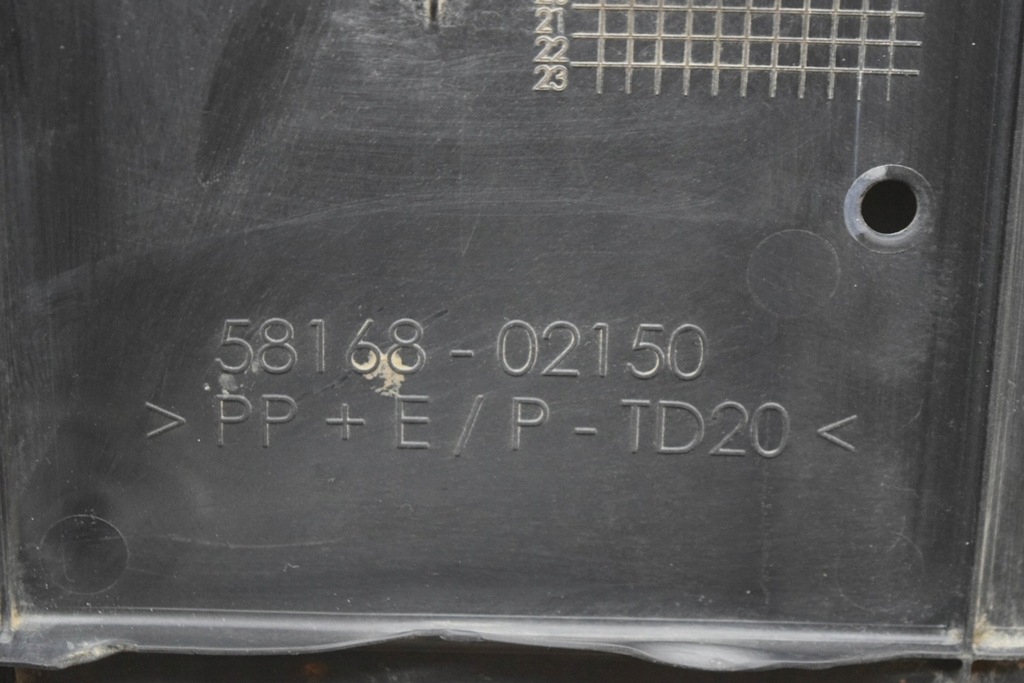 21
22
23
58168-02150
> PP + E / P - TD20 <